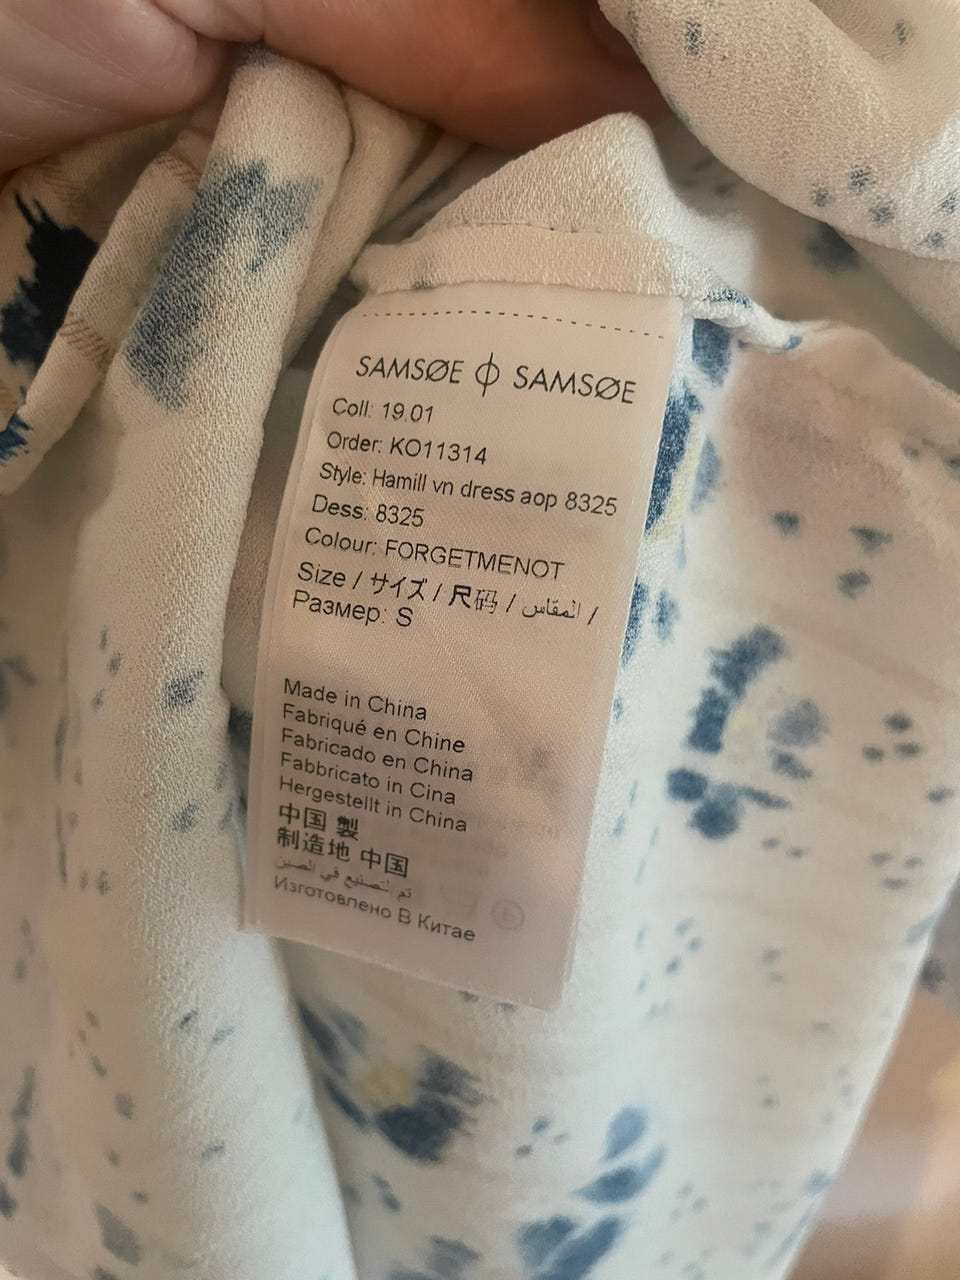 SAMSØE ϕ SAMSØE
Coll: 19.01
Order: KO11314
Style: Hamill vn dress aop 8325
Dess: 8325
Colour: FORGETMENOT
Size / サイズ / 尺码 / المقاس /
Размер: S
Made in China
Fabriqué en Chine
Fabricado en China
Fabbricato in Cina
Hergestellt in China
中国 製
制造地 中国
تم التصنيع في الصين
Изготовлено В Китае